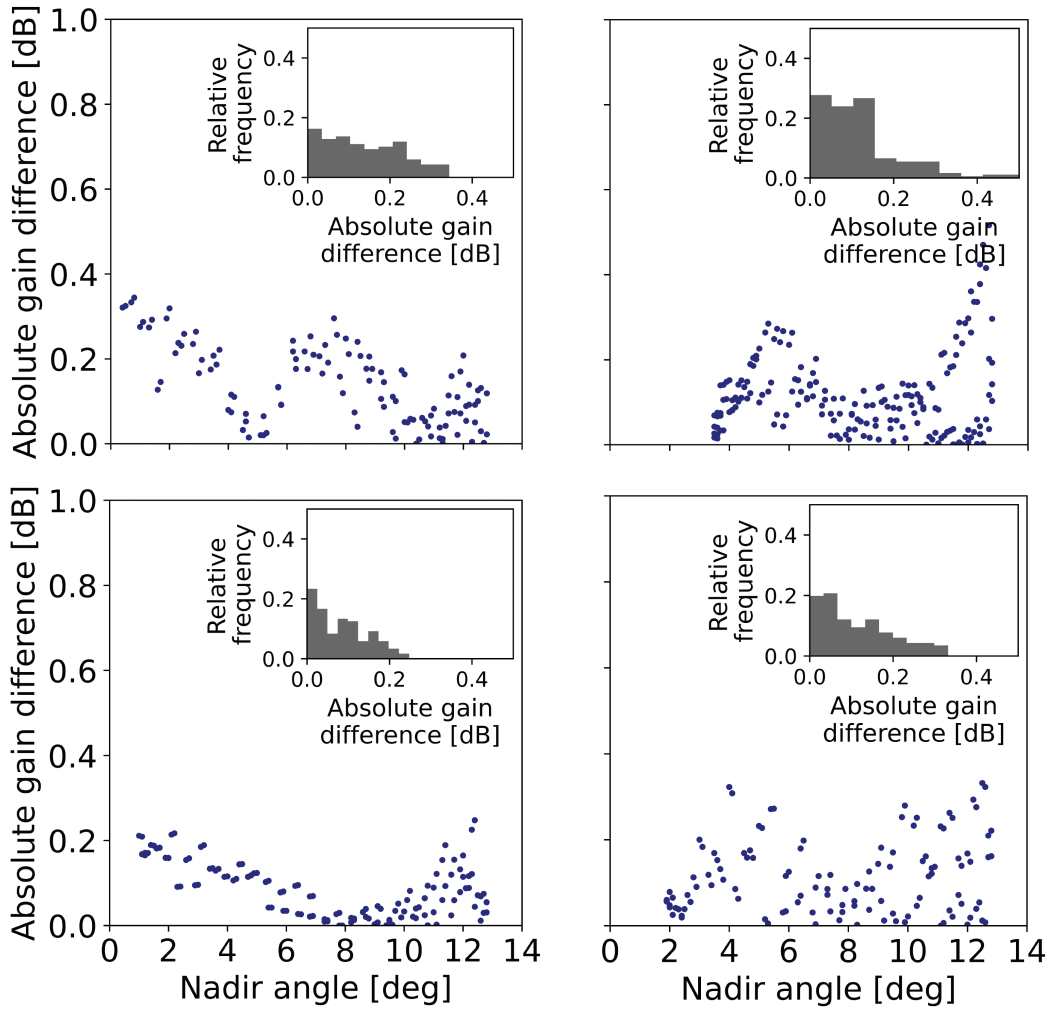 Absolute gain difference [dB]
1.0
0.8
0.6
0.4
0.2
0.0
Relative
frequency
0.4
0.2
0.0
0.0 0.2 0.4
Absolute gain
difference [dB]
Relative
frequency
0.4
0.2
0.0
0.0 0.2 0.4
Absolute gain
difference [dB]
Absolute gain difference [dB]
1.0
0.8
0.6
0.4
0.2
0.0
Relative
frequency
0.4
0.2
0.0
0.0 0.2 0.4
Absolute gain
difference [dB]
0 2 4 6 8 10 12 14
Nadir angle [deg]
Relative
frequency
0.4
0.2
0.0
0.0 0.2 0.4
Absolute gain
difference [dB]
0 2 4 6 8 10 12 14
Nadir angle [deg]